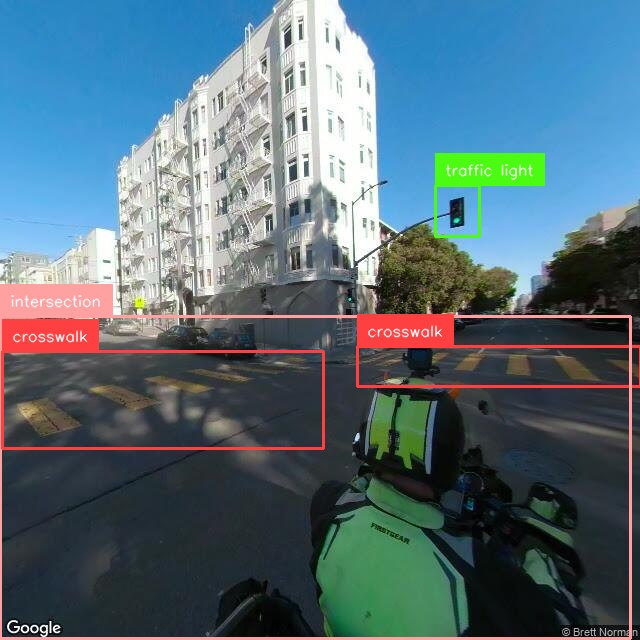 traffic light
intersection
crosswalk
crosswalk
FIRSTGEAR
Google
© Brett Norman